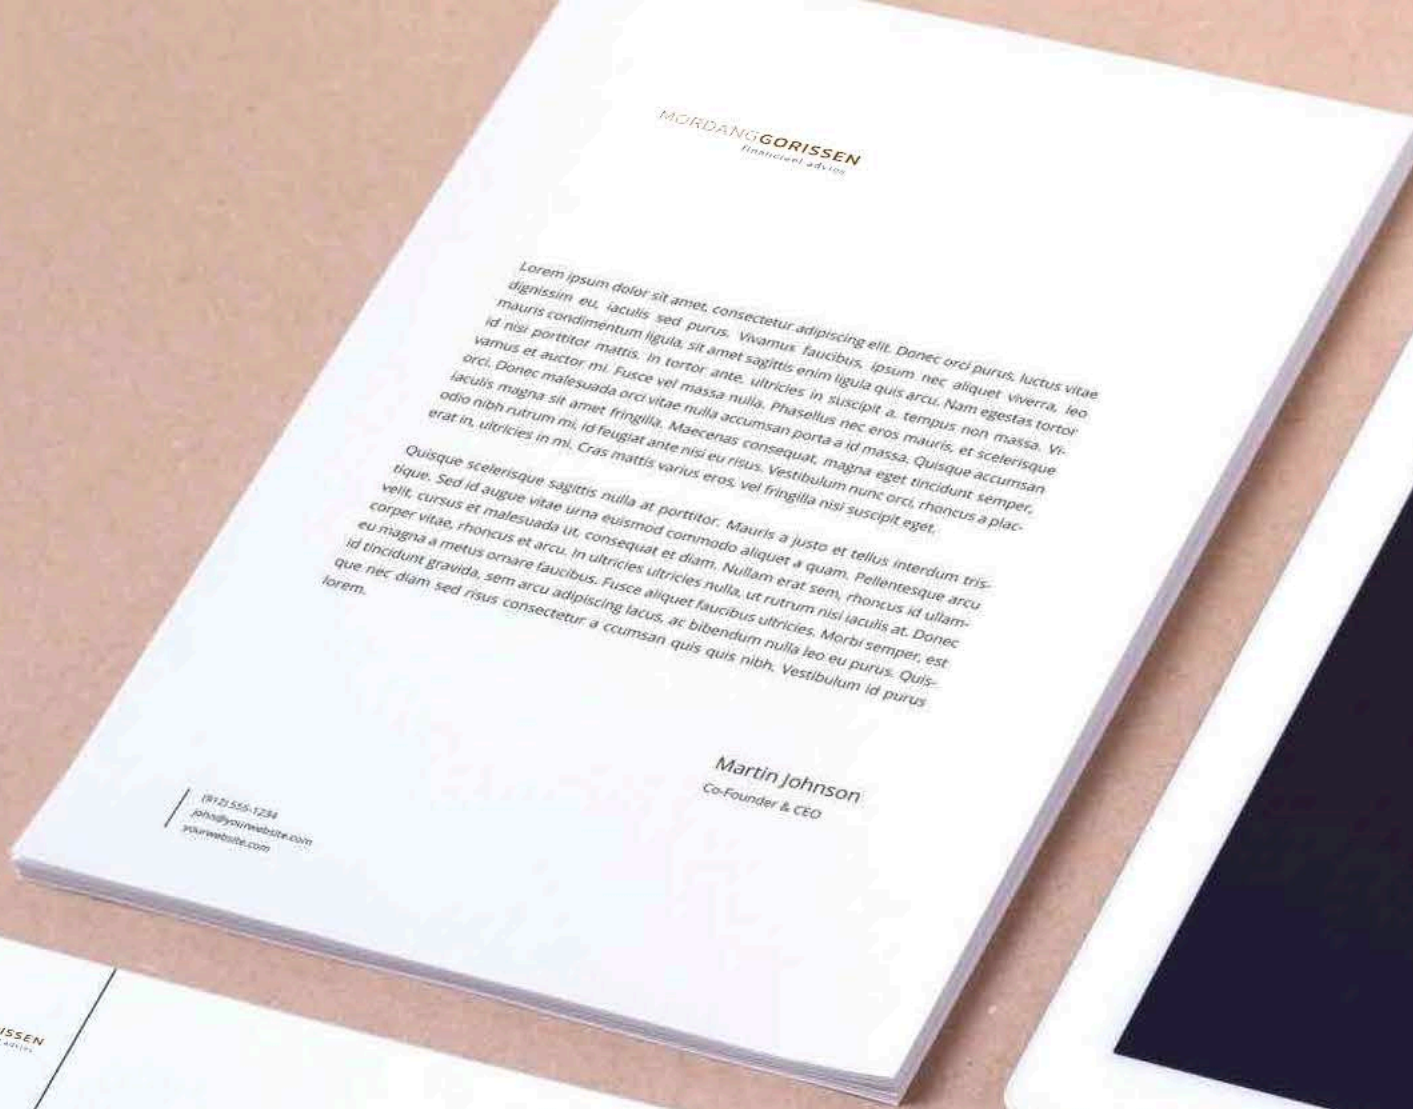 MORDANGGORISSEN
financieel advies
Lorem ipsum dolor sit amet, consectetur adipiscing elit. Donec orci purus, luctus vitae
dignissim eu, iaculis sed purus. Vivamus faucibus, ipsum nec aliquet viverra, leo
mauris condimentum ligula, sit amet sagittis enim ligula quis arcu. Nam egestas tortor
id nisi porttitor mattis. In tortor ante, ultricies in suscipit a, tempus non massa. Vi-
vamus et auctor mi. Fusce vel massa nulla. Phasellus nec eros mauris, et scelerisque
orci. Donec malesuada orci vitae nulla accumsan porta a id massa. Quisque accumsan
iaculis magna sit amet fringilla. Maecenas consequat, magna eget tincidunt semper,
odio nibh rutrum mi, id feugiat ante nisi eu risus. Vestibulum nunc orci, rhoncus a plac-
erat in, ultricies in mi. Cras mattis varius eros, vel fringilla nisi suscipit eget.
Quisque scelerisque sagittis nulla at porttitor. Mauris a justo et tellus interdum tris-
tique. Sed id augue vitae urna euismod commodo aliquet a quam. Pellentesque arcu
velit, cursus et malesuada ut, consequat et diam. Nullam erat sem, rhoncus id ullam-
corper vitae, rhoncus et arcu. In ultricies ultricies nulla, ut rutrum nisi iaculis at. Donec
eu magna a metus ornare faucibus. Fusce aliquet faucibus ultricies. Morbi semper, est
id tincidunt gravida, sem arcu adipiscing lacus, ac bibendum nulla leo eu purus. Quis-
que nec diam sed risus consectetur a ccumsan quis quis nibh. Vestibulum id purus
lorem.
Martin Johnson
Co-Founder & CEO
(912) 555-1234
john@yourwebsite.com
yourwebsite.com
ISSEN
advies